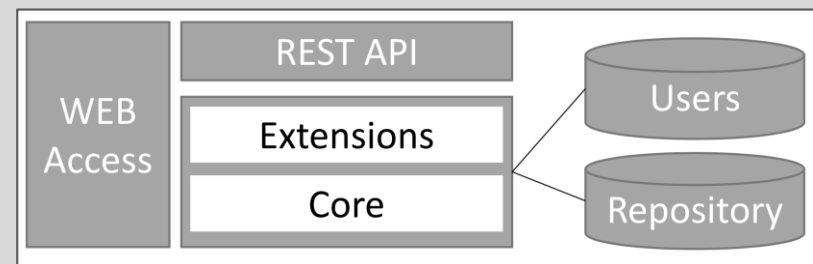 WEB
Access
REST API
Extensions
Core
Users
Repository